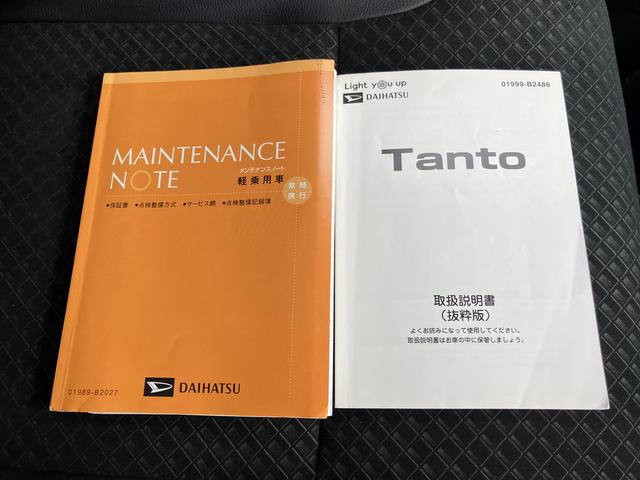 MAINTENANCE
NOTE
メンテナンスノート
軽乗用車
常時
携行
●保証書 ●点検整備方式 ●サービス網 ●点検整備記録簿
01989-B2027
DAIHATSU
Light you up
DAIHATSU
01999-B2486
Tanto
取扱説明書
（抜粋版）
よくお読みになって使用してください。
取扱説明書はお車の中に保管しましょう。